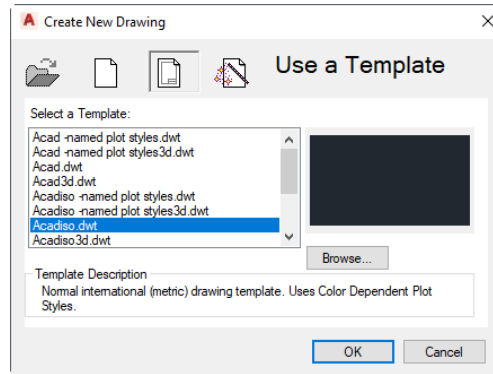 A Create New Drawing
Use a Template
Select a Template:
Acad -named plot styles.dwt
Acad -named plot styles3d.dwt
Acad.dwt
Acad3d.dwt
Acadiso -named plot styles.dwt
Acadiso -named plot styles3d.dwt
Acadiso.dwt
Acadiso3d.dwt
Browse...
Template Description
Normal international (metric) drawing template. Uses Color Dependent Plot
Styles.
OK Cancel